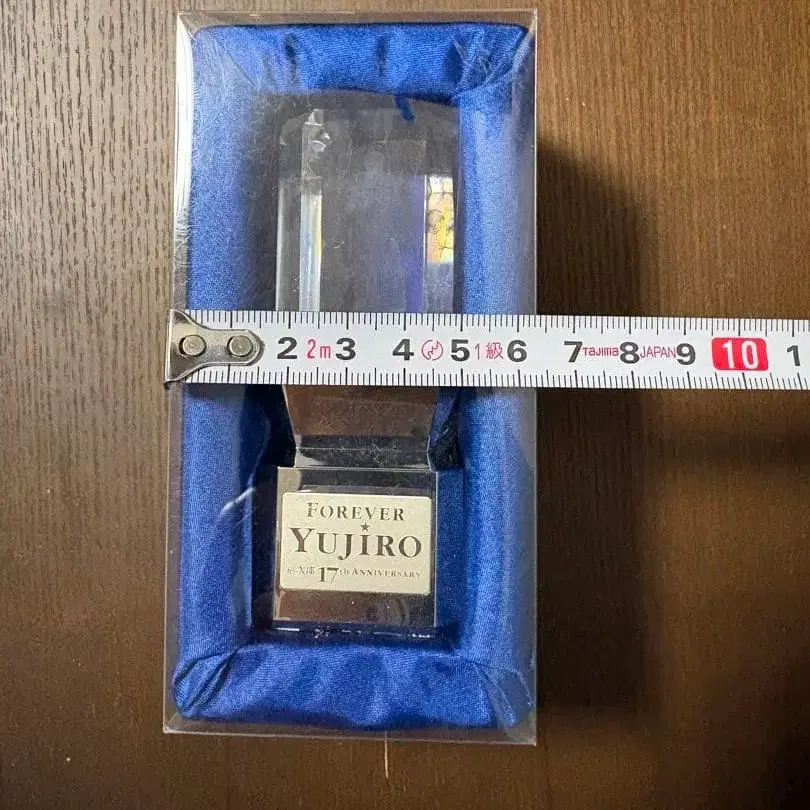 2 2m 3 4 5 1級 6 7 Tajima 8 JAPAN 9 10 1
FOREVER
YUJIRO
17th ANNIVERSARY